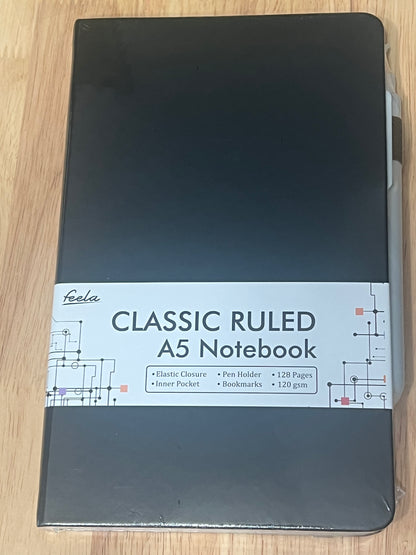 feela
CLASSIC RULED
A5 Notebook
• Elastic Closure • Pen Holder • 128 Pages
• Inner Pocket • Bookmarks • 120 gsm